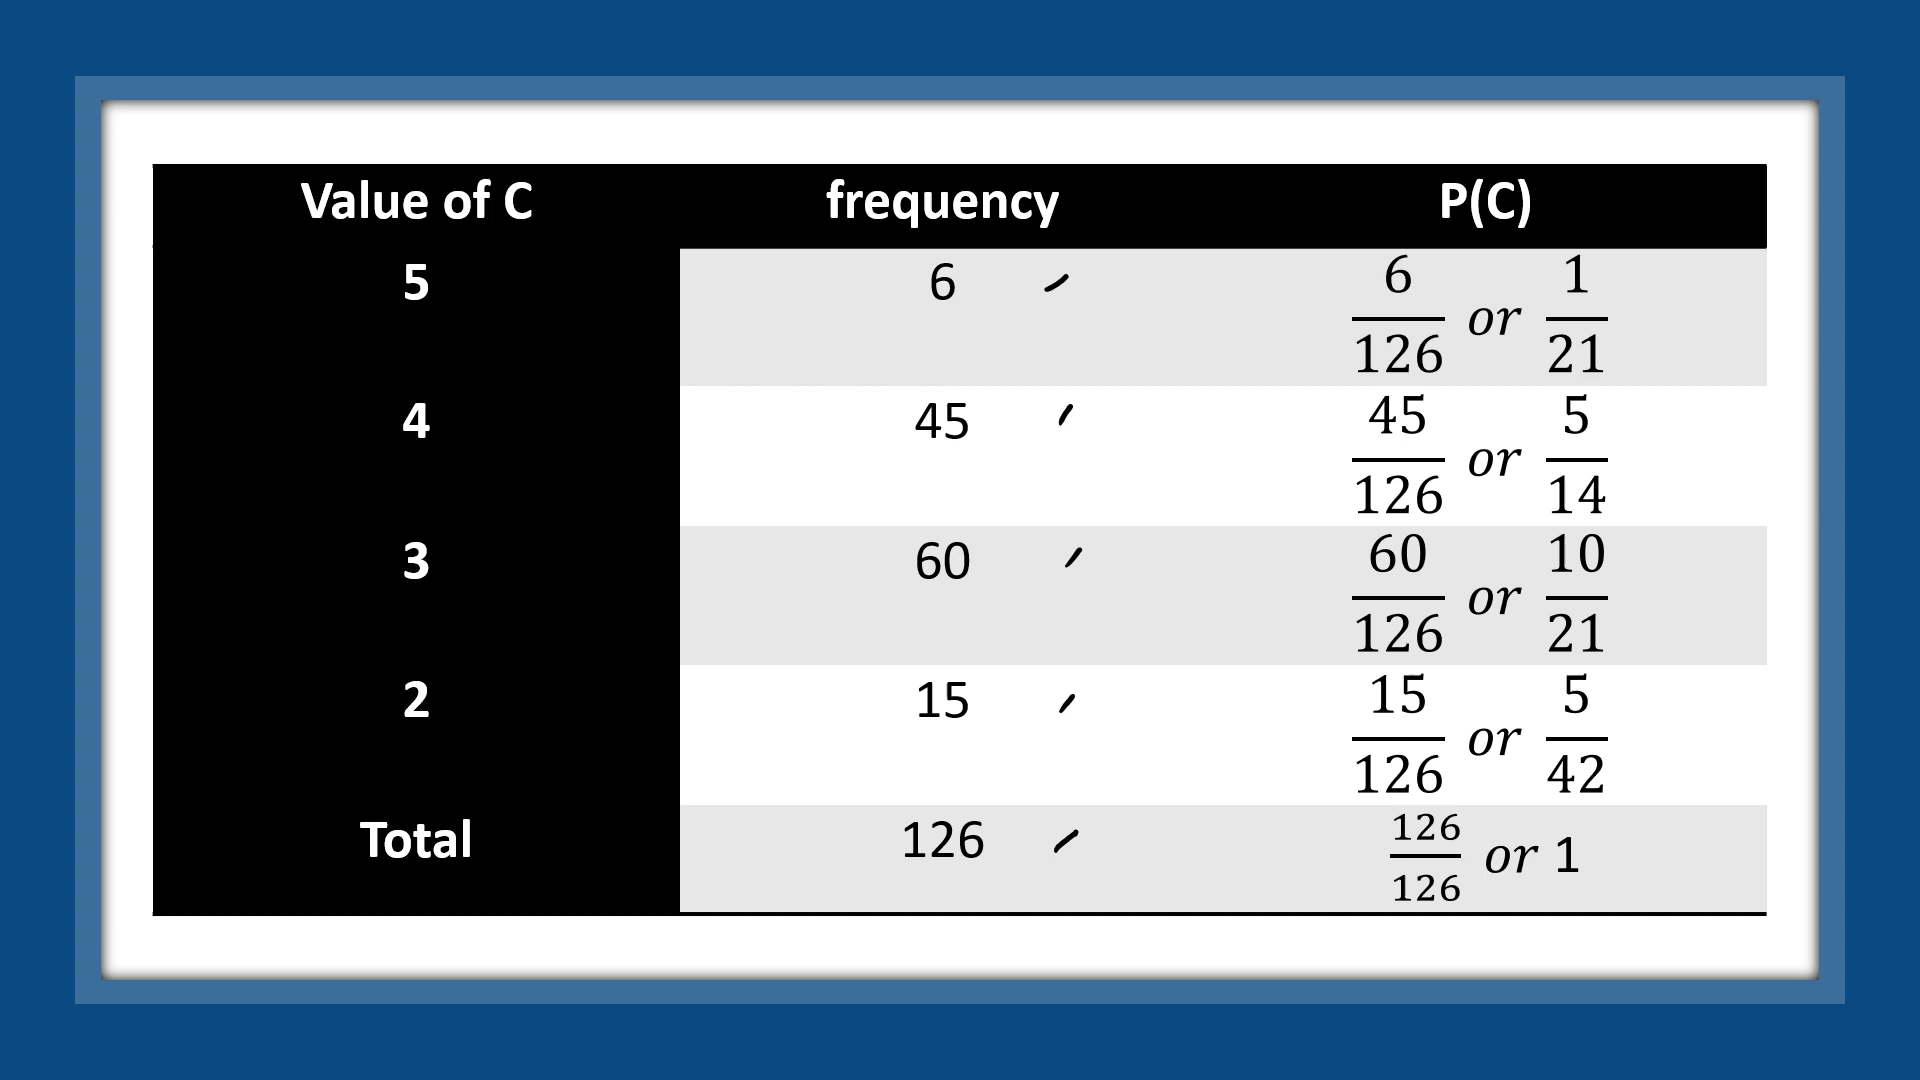 Value of C frequency P(C)
5 6 6/126 or 1/21
4 45 45/126 or 5/14
3 60 60/126 or 10/21
2 15 15/126 or 5/42
Total 126 126/126 or 1